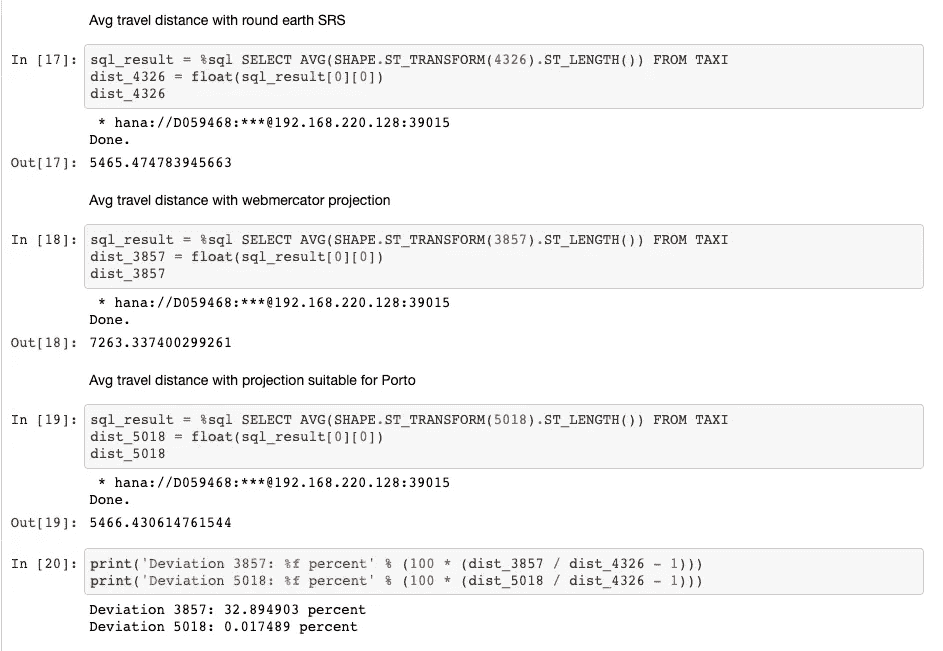 Avg travel distance with round earth SRS
In [17]: sql_result = %sql SELECT AVG(SHAPE.ST_TRANSFORM(4326).ST_LENGTH()) FROM TAXI
dist_4326 = float(sql_result[0][0])
dist_4326
* hana://D059468:***@192.168.220.128:39015
Done.
Out[17]: 5465.474783945663
Avg travel distance with webmercator projection
In [18]: sql_result = %sql SELECT AVG(SHAPE.ST_TRANSFORM(3857).ST_LENGTH()) FROM TAXI
dist_3857 = float(sql_result[0][0])
dist_3857
* hana://D059468:***@192.168.220.128:39015
Done.
Out[18]: 7263.337400299261
Avg travel distance with projection suitable for Porto
In [19]: sql_result = %sql SELECT AVG(SHAPE.ST_TRANSFORM(5018).ST_LENGTH()) FROM TAXI
dist_5018 = float(sql_result[0][0])
dist_5018
* hana://D059468:***@192.168.220.128:39015
Done.
Out[19]: 5466.430614761544
In [20]: print('Deviation 3857: %f percent' % (100 * (dist_3857 / dist_4326 - 1)))
print('Deviation 5018: %f percent' % (100 * (dist_5018 / dist_4326 - 1)))
Deviation 3857: 32.894903 percent
Deviation 5018: 0.017489 percent